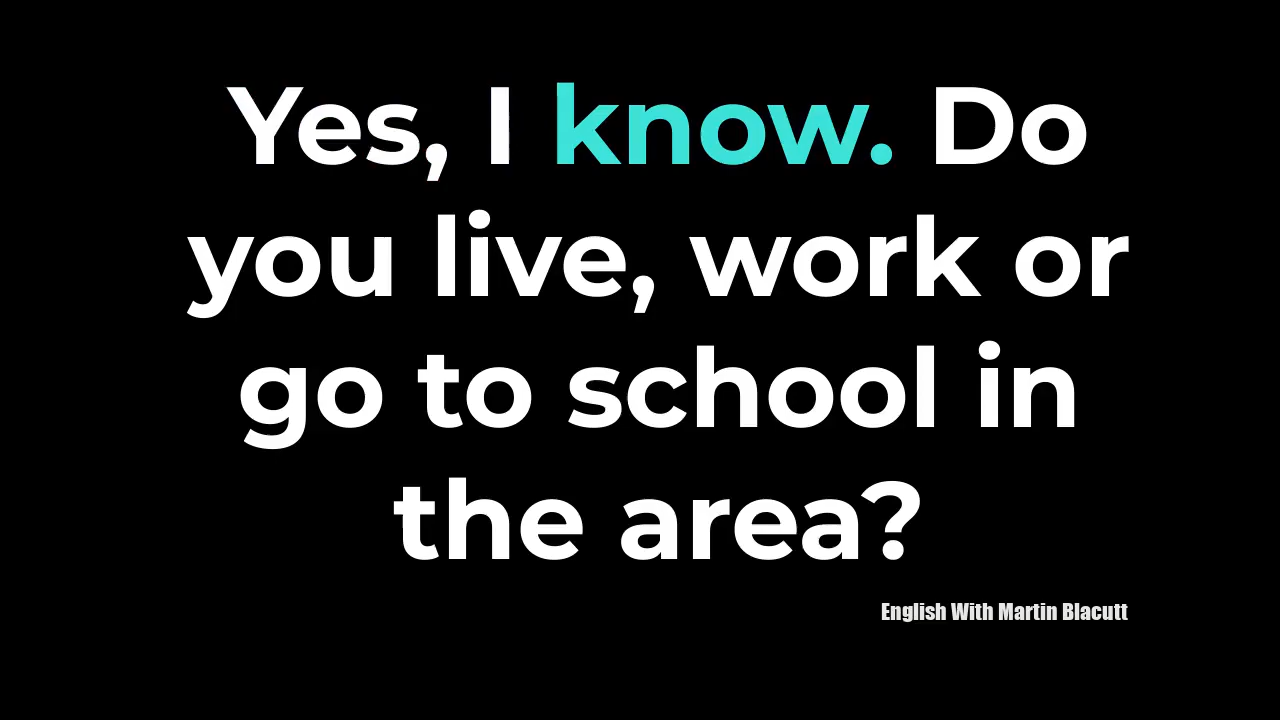 Yes, I know. Do
you live, work or
go to school in
the area?
English With Martin Blacutt